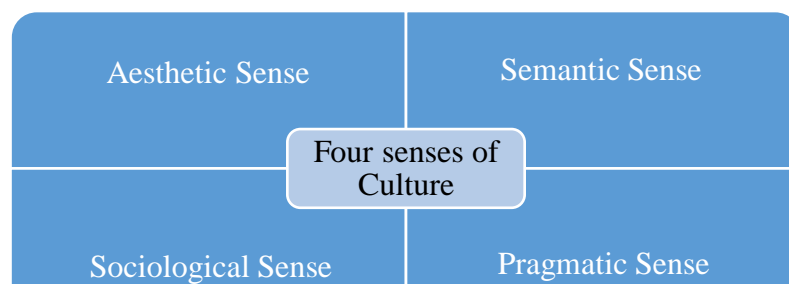 Aesthetic Sense
Semantic Sense
Four senses of
Culture
Sociological Sense
Pragmatic Sense